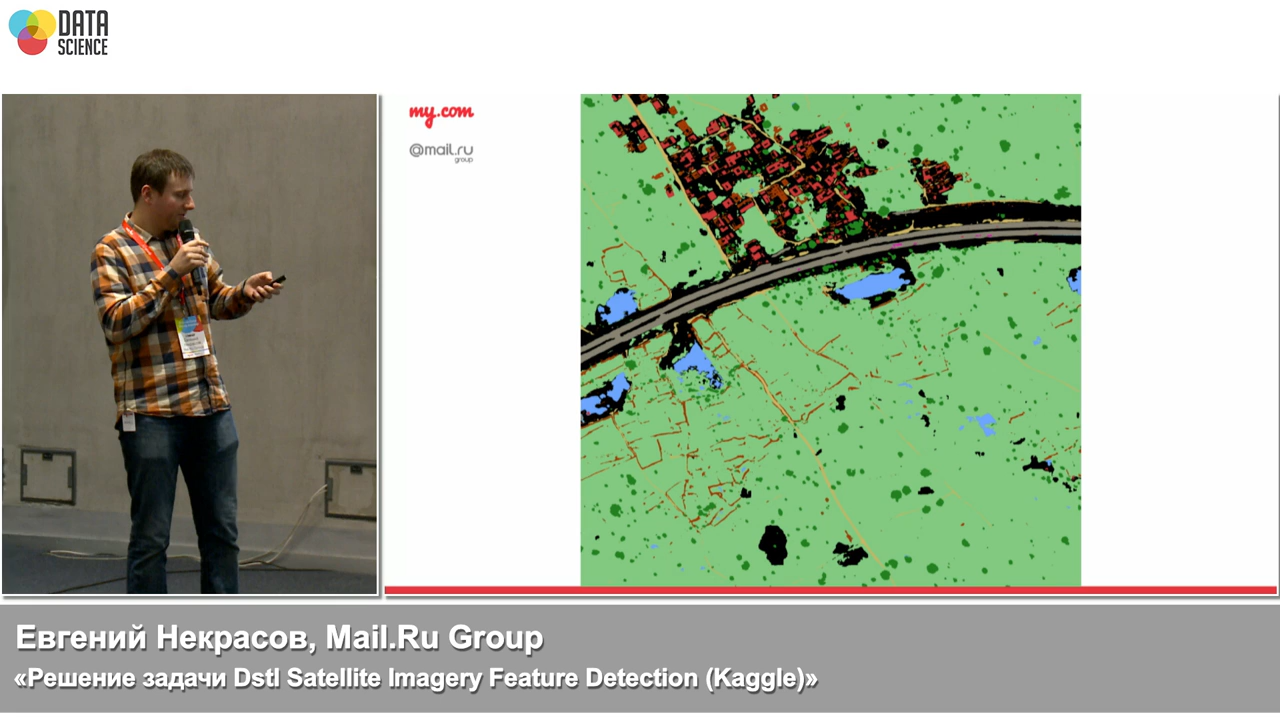 DATA
SCIENCE
my.com
@mail.ru
group
Евгений Некрасов, Mail.Ru Group
«Решение задачи Dstl Satellite Imagery Feature Detection (Kaggle)»